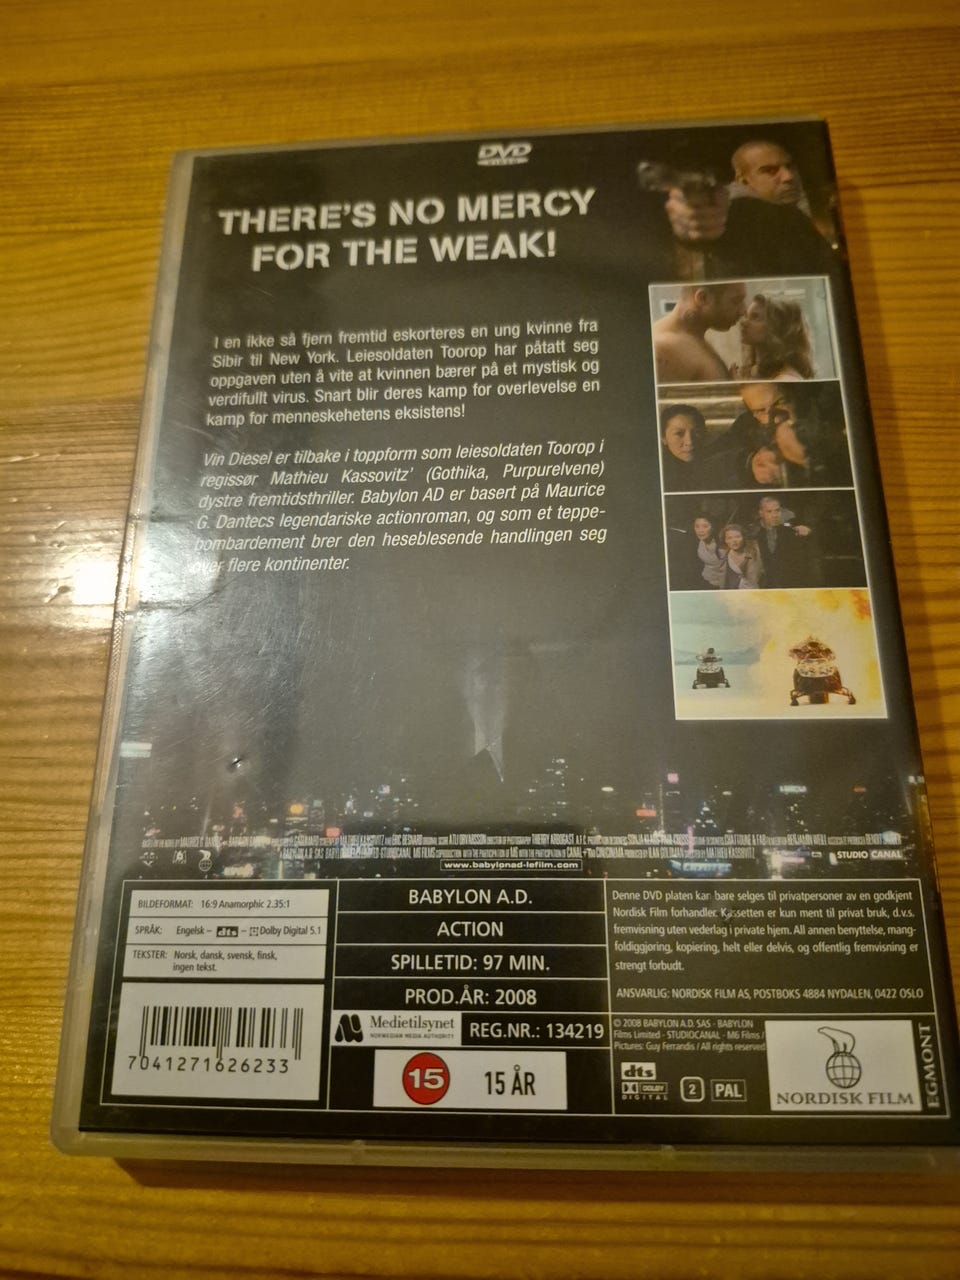 DVD
VIDEO
THERE'S NO MERCY
FOR THE WEAK!
I en ikke så fjern fremtid eskorteres en ung kvinne fra
Sibir til New York. Leiesoldaten Toorop har påtatt seg
oppgaven uten å vite at kvinnen bærer på et mystisk og
verdifullt virus. Snart blir deres kamp for overlevelse en
kamp for menneskehetens eksistens!
Vin Diesel er tilbake i toppform som leiesoldaten Toorop i
regissør Mathieu Kassovitz' (Gothika, Purpurelvene)
dystre fremtidsthriller. Babylon AD er basert på Maurice
G. Dantecs legendariske actionroman, og som et teppe-
bombardement brer den heseblesende handlingen seg
over flere kontinenter.
STUDIO CANAL
www.babylonad-lefilm.com
BILDEFORMAT: 16:9 Anamorphic 2.35:1
SPRÅK: Engelsk – dts – Dolby Digital 5.1
TEKSTER: Norsk, dansk, svensk, finsk,
ingen tekst.
7041271626233
BABYLON A.D.
ACTION
SPILLETID: 97 MIN.
PROD.ÅR: 2008
Medietilsynet
NORWEGIAN MEDIA AUTHORITY
REG.NR.: 134219
15
15 ÅR
Denne DVD platen kan bare selges til privatpersoner av en godkjent
Nordisk Film forhandler. Kassetten er kun ment til privat bruk, d.v.s.
fremvisning uten vederlag i private hjem. All annen benyttelse, mang-
foldiggjøring, kopiering, helt eller delvis, og offentlig fremvisning er
strengt forbudt.
ANSVARLIG: NORDISK FILM AS, POSTBOKS 4884 NYDALEN, 0422 OSLO
© 2008 BABYLON A.D. SAS - BABYLON
Films Limited - STUDIOCANAL - M6 Films /
Pictures: Guy Ferrandis / All rights reserved
dts
DOLBY
DIGITAL
2
PAL
NORDISK FILM
EGMONT